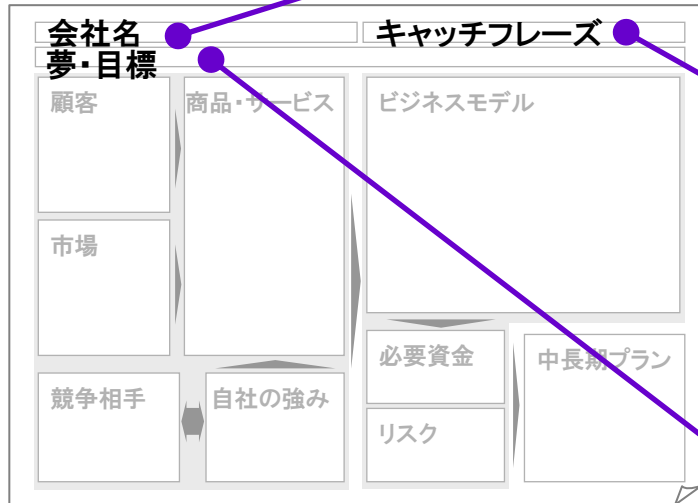 会社名
キャッチフレーズ
夢・目標
顧客
商品・サービス
ビジネスモデル
市場
必要資金
中長期プラン
競争相手
自社の強み
リスク